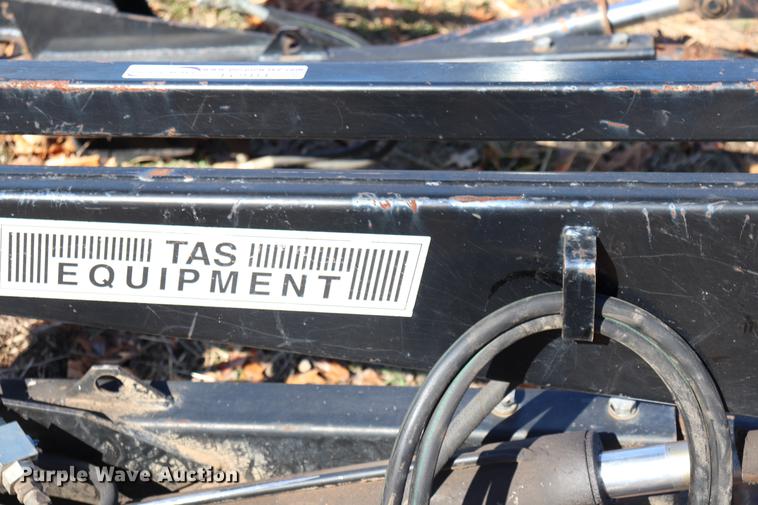 TAS
EQUIPMENT
Purple Wave Auction